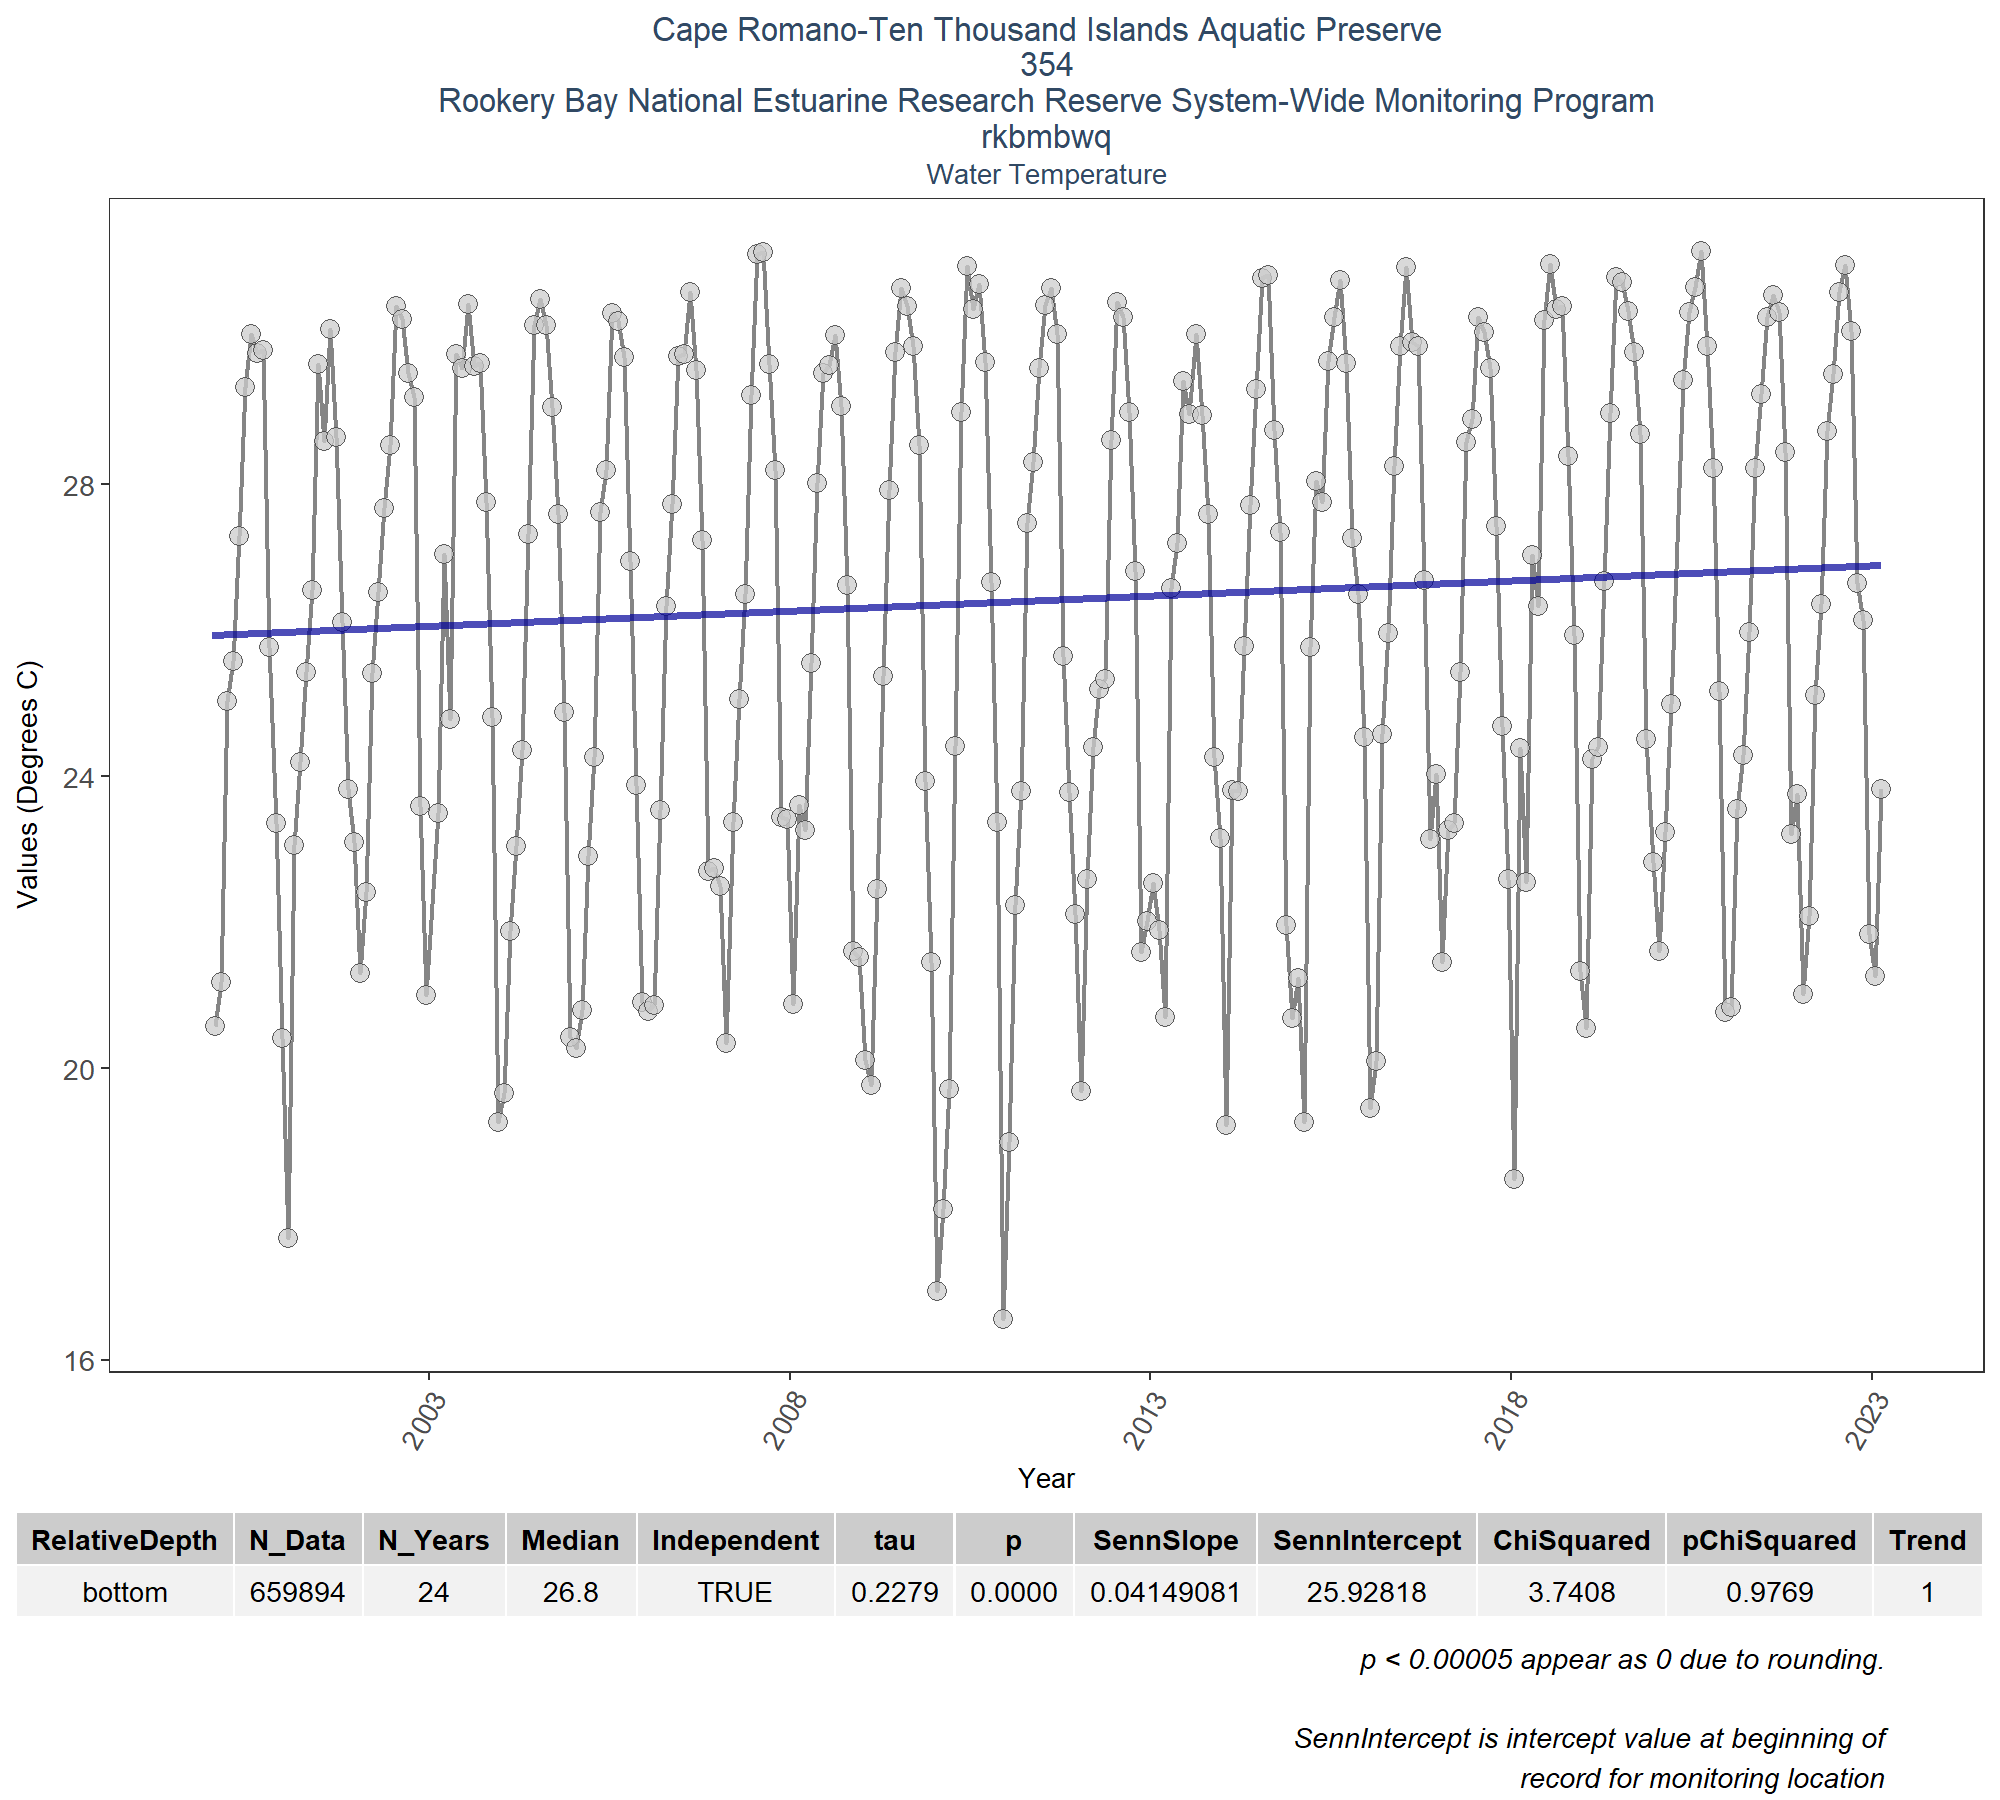 Cape Romano-Ten Thousand Islands Aquatic Preserve
354
Rookery Bay National Estuarine Research Reserve System-Wide Monitoring Program
rkbmbwq
Water Temperature
Values (Degrees C)
28
24
20
16
2003
2008
2013
2018
2023
Year
RelativeDepth N_Data N_Years Median Independent tau p SennSlope SennIntercept ChiSquared pChiSquared Trend
bottom 659894 24 26.8 TRUE 0.2279 0.0000 0.04149081 25.92818 3.7408 0.9769 1
p < 0.00005 appear as 0 due to rounding.
SennIntercept is intercept value at beginning of
record for monitoring location